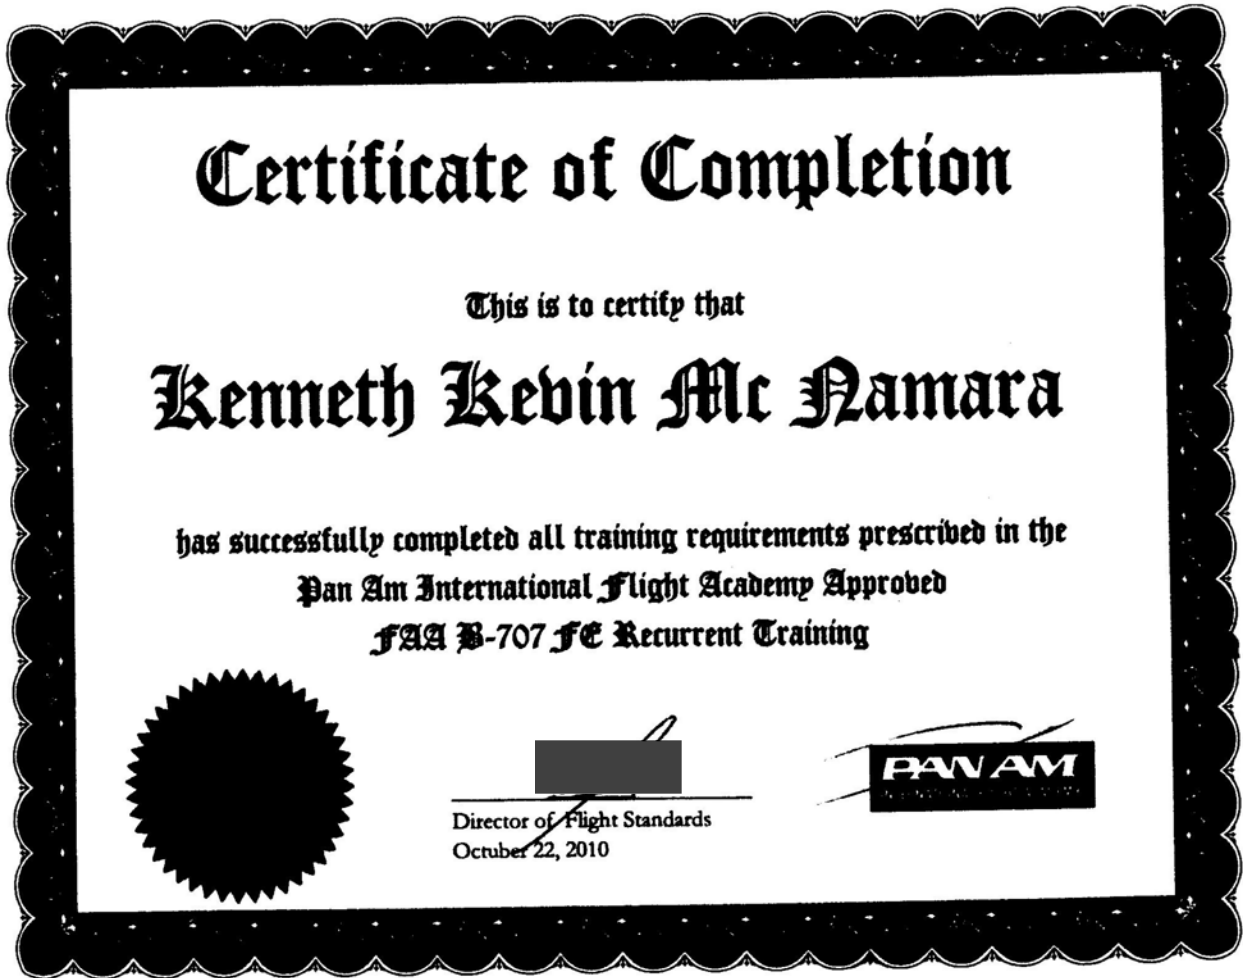 Certificate of Completion
This is to certify that
Kenneth Kevin Mc Namara
has successfully completed all training requirements prescribed in the
Pan Am International Flight Academy Approved
FAA B-707 FE Recurrent Training
PAN AM
Director of Flight Standards
Octuber 22, 2010